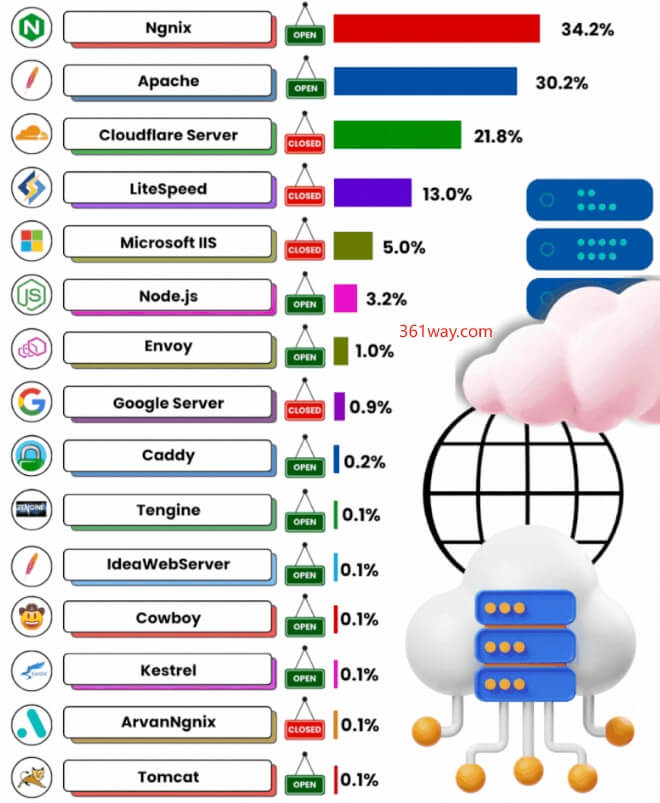 Ngnix OPEN 34.2%
Apache OPEN 30.2%
Cloudflare Server CLOSED 21.8%
LiteSpeed CLOSED 13.0%
Microsoft IIS CLOSED 5.0%
JS Node.js OPEN 3.2%
361way.com
Envoy OPEN 1.0%
Google Server CLOSED 0.9%
Caddy OPEN 0.2%
Tengine OPEN 0.1%
IdeaWebServer OPEN 0.1%
Cowboy OPEN 0.1%
Kestrel OPEN 0.1%
ArvanNgnix CLOSED 0.1%
Tomcat OPEN 0.1%